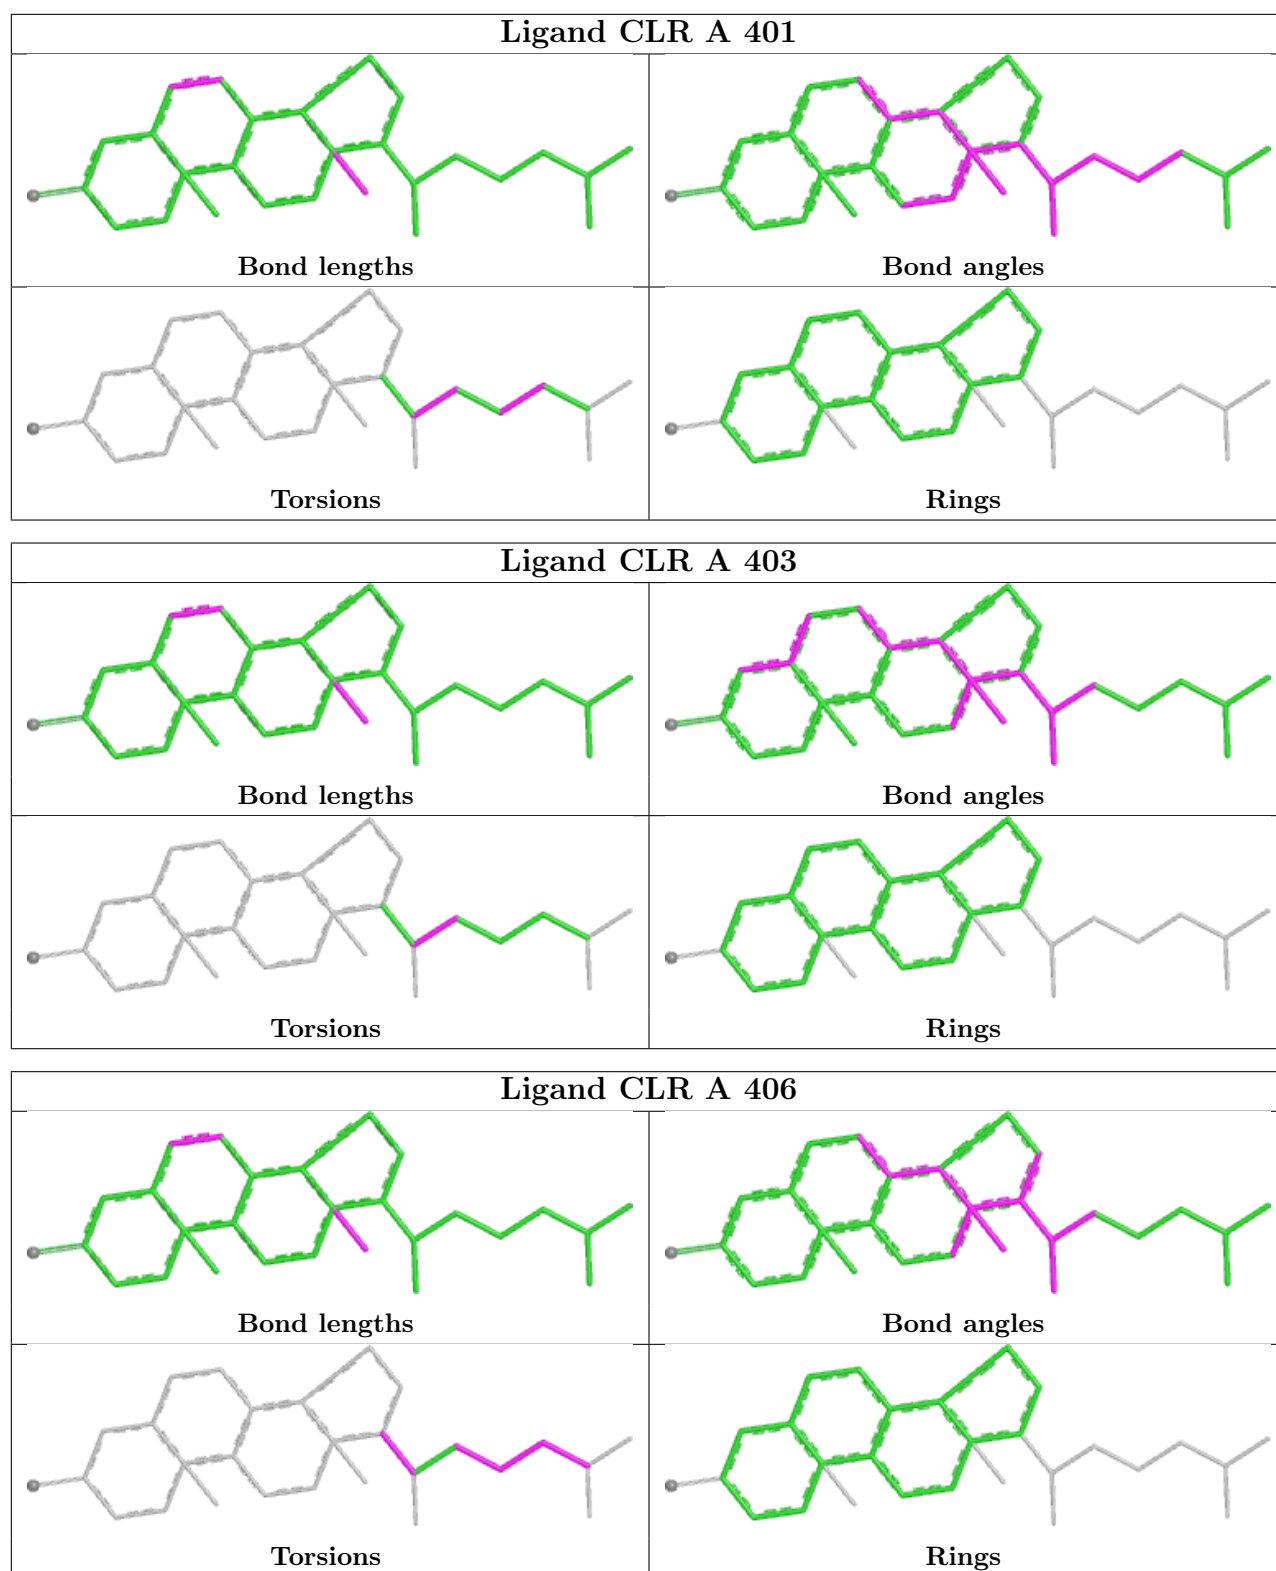 Ligand CLR A 401
Bond lengths
Bond angles
Torsions
Rings
Ligand CLR A 403
Bond lengths
Bond angles
Torsions
Rings
Ligand CLR A 406
Bond lengths
Bond angles
Torsions
Rings